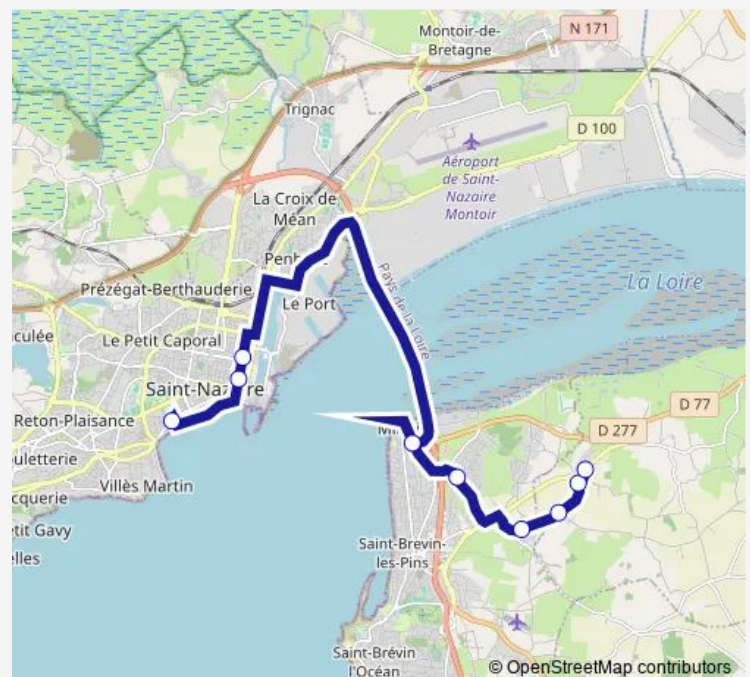 Montoir-de-
Bretagne
N 171
Trignac
D 100
Aéroport
de Saint-
Nazaire
Montoir
La Croix de
Méan
Pays de la Loire
La Loire
Prézégat-Berthauderie
Le Port
Le Petit Caporal
Saint-Nazaire
Reton-Plaisance
D 77
D 277
Villès Martin
Saint-Brevin-
les-Pins
Saint-Brévin
l'Océan
© OpenStreetMap contributors